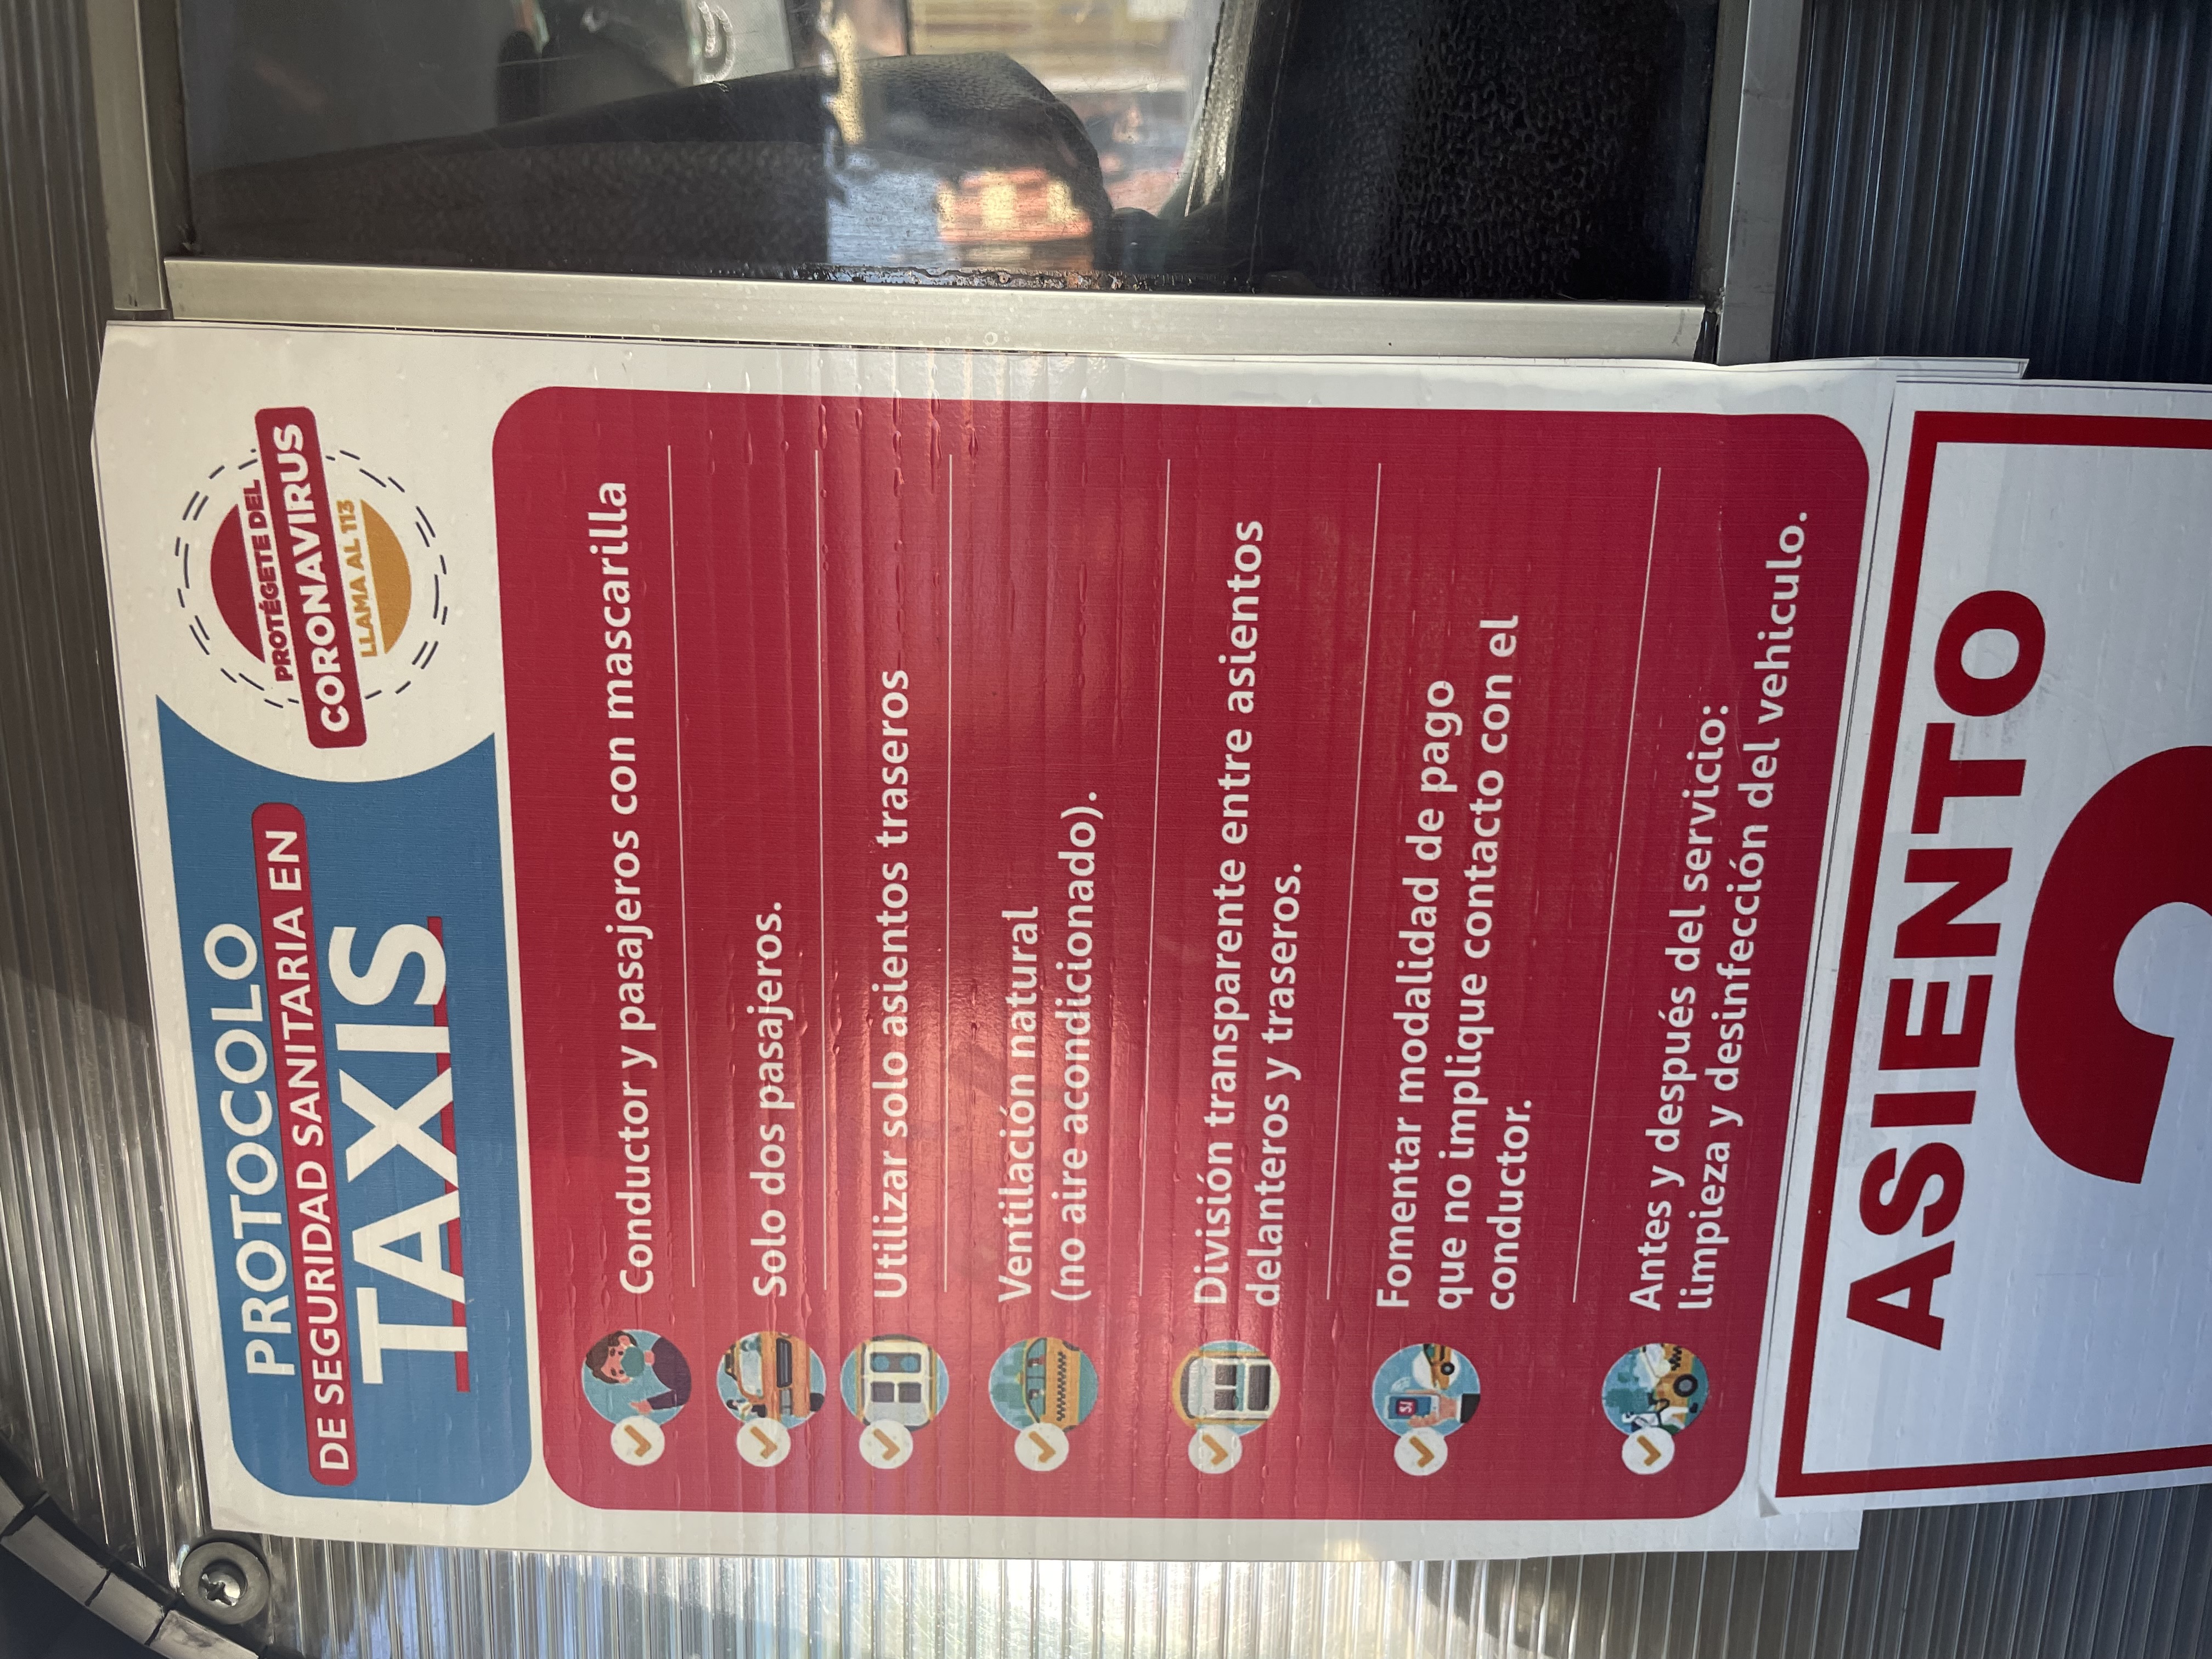 PROTOCOLO
DE SEGURIDAD SANITARIA EN
TAXIS
PROTÉGETE DEL
CORONAVIRUS
LLAMA AL 113
Conductor y pasajeros con mascarilla
Solo dos pasajeros.
Utilizar solo asientos traseros
Ventilación natural
(no aire acondicionado).
División transparente entre asientos
delanteros y traseros.
Fomentar modalidad de pago
que no implique contacto con el
conductor.
Antes y después del servicio:
limpieza y desinfección del vehiculo.
ASIENTO